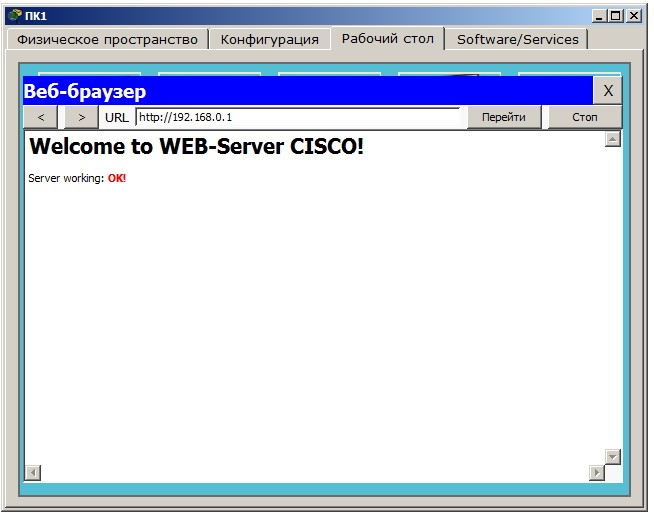 ПК1
Физическое пространство Конфигурация Рабочий стол Software/Services
Веб-браузер X
< > URL http://192.168.0.1 Перейти Стоп
Welcome to WEB-Server CISCO!
Server working: OK!